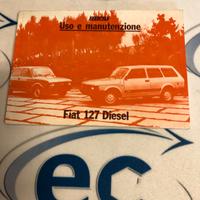 FIAT
Uso e manutenzione
Fiat 127 Diesel
ec